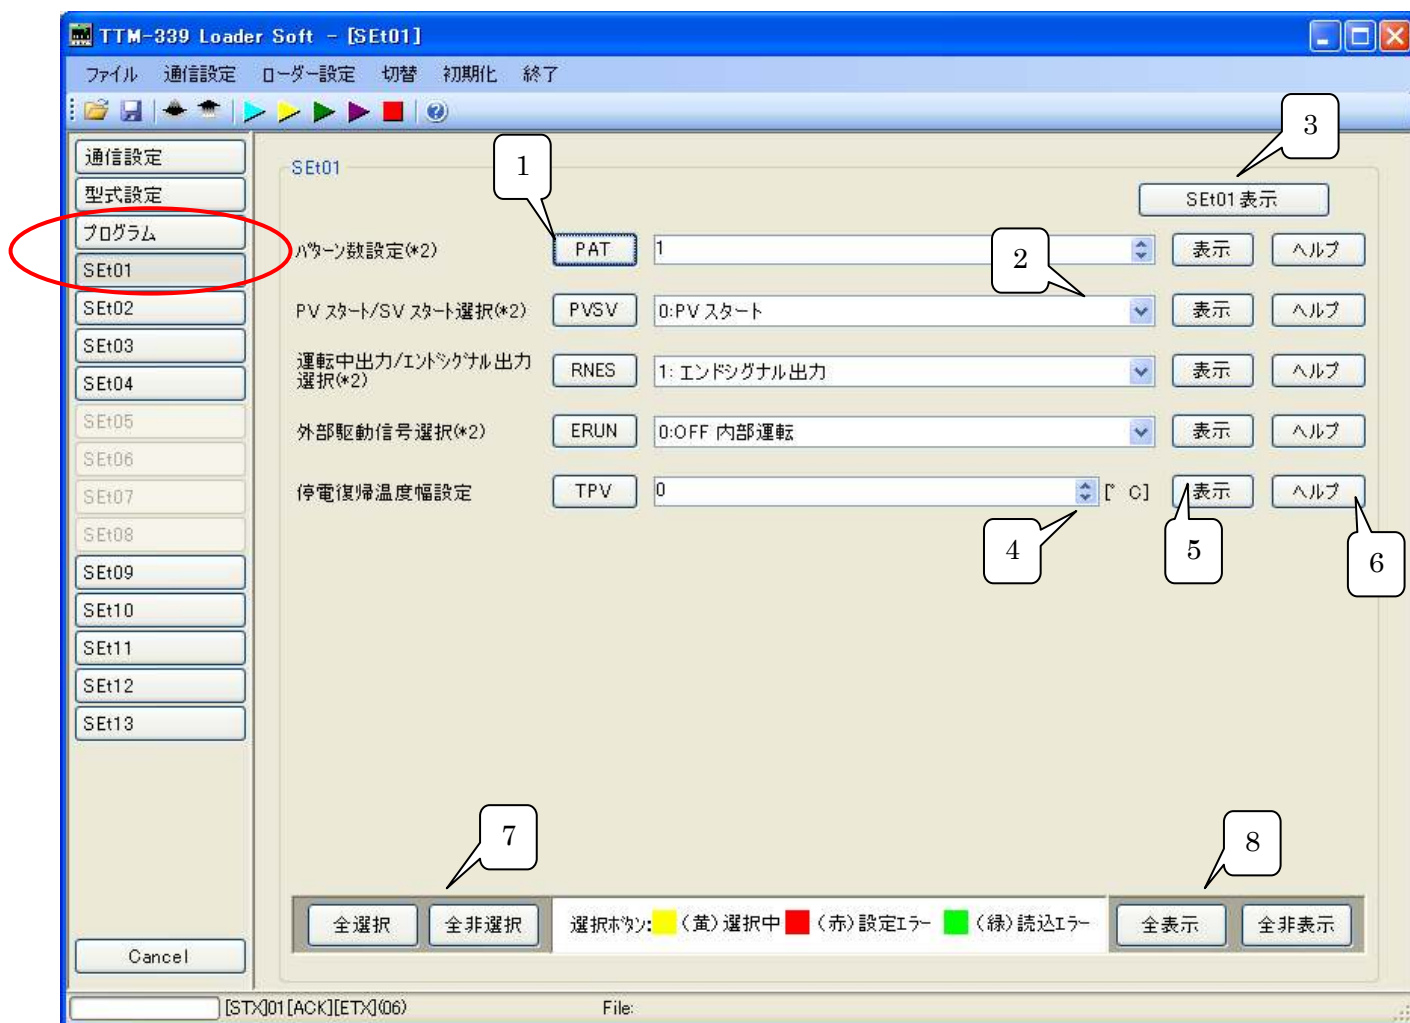 TTM-339 Loader Soft - [SEt01]
ファイル 通信設定 ローダー設定 切替 初期化 終了
通信設定
型式設定
プログラム
SEt01
SEt02
SEt03
SEt04
SEt05
SEt06
SEt07
SEt08
SEt09
SEt10
SEt11
SEt12
SEt13
Cancel
SEt01
1
3
SEt01表示
パターン数設定(*2) PAT 1 表示 ヘルプ
2
PVスタート/SVスタート選択(*2) PVSV 0:PVスタート 表示 ヘルプ
運転中出力/エンドシグナル出力
選択(*2) RNES 1:エンドシグナル出力 表示 ヘルプ
外部駆動信号選択(*2) ERUN 0:OFF 内部運転 表示 ヘルプ
停電復帰温度幅設定 TPV 0 [°C] 表示 ヘルプ
4
5
6
7
8
全選択 全非選択 選択ボタン: (黄)選択中 (赤)設定エラー (緑)読込エラー 全表示 全非表示
[STX]01[ACK][ETX](06) File: